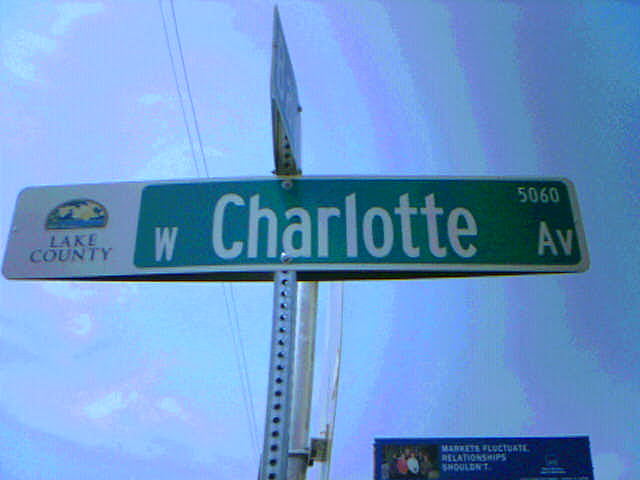 5060
W Charlotte Av
LAKE
COUNTY
MARKETS FLUCTUATE.
RELATIONSHIPS
SHOULDN'T.